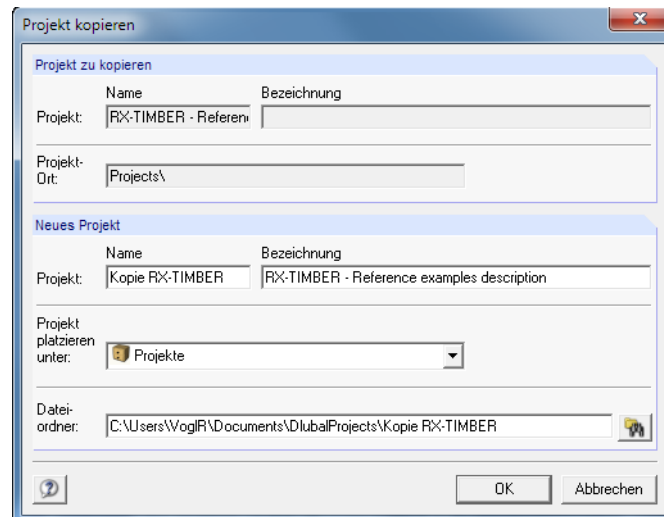 Projekt kopieren
Projekt zu kopieren
Name Bezeichnung
Projekt: RX-TIMBER - Referen
Projekt-
Ort: Projects\
Neues Projekt
Name Bezeichnung
Projekt: Kopie RX-TIMBER RX-TIMBER - Reference examples description
Projekt
platzieren
unter: Projekte
Datei-
ordner: C:\Users\VoglR\Documents\DlubalProjects\Kopie RX-TIMBER
OK Abbrechen